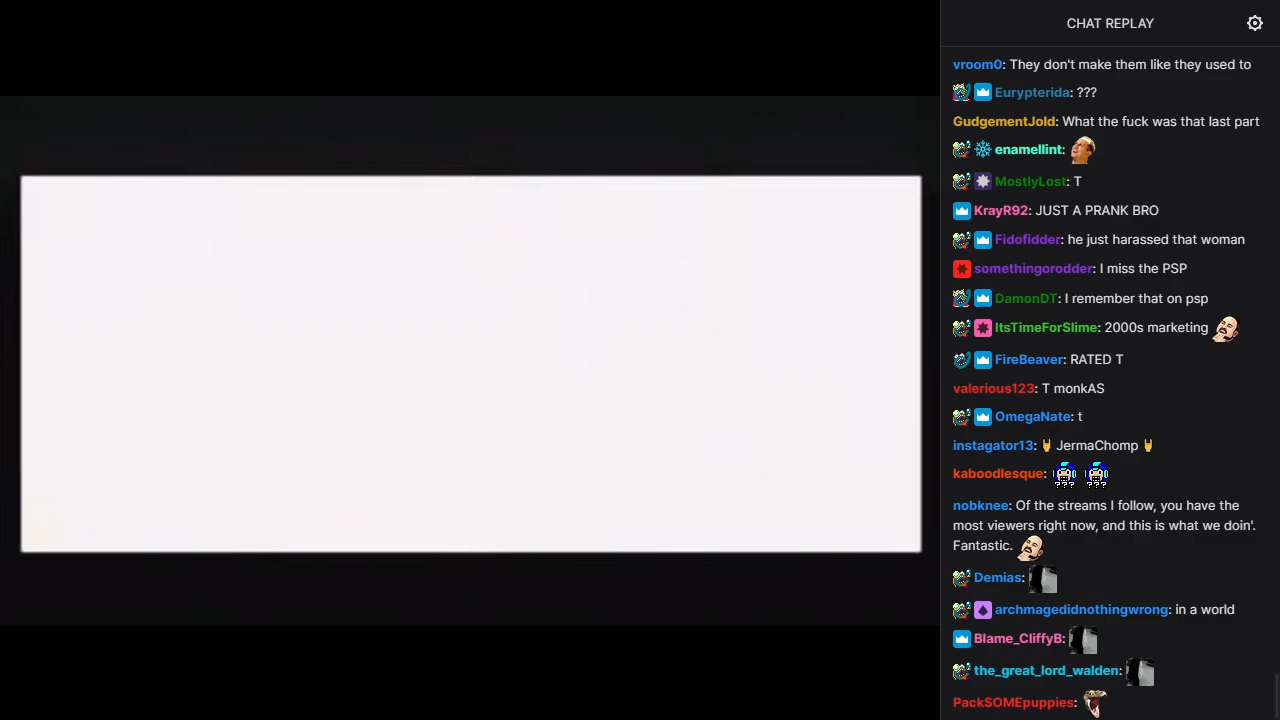 CHAT REPLAY
vroom0: They don't make them like they used to
Eurypterida: ???
GudgementJold: What the fuck was that last part
enamellint:
MostlyLost: T
KrayR92: JUST A PRANK BRO
Fidofidder: he just harassed that woman
somethingorodder: I miss the PSP
DamonDT: I remember that on psp
ItsTimeForSlime: 2000s marketing
FireBeaver: RATED T
valerious123: T monkAS
OmegaNate: t
instagator13: 🤘 JermaChomp 🤘
kaboodlesque:
nobknee: Of the streams I follow, you have the
most viewers right now, and this is what we doin'.
Fantastic.
Demias:
archmagedidnothingwrong: in a world
Blame_CliffyB:
the_great_lord_walden:
PackSOMEpuppies: